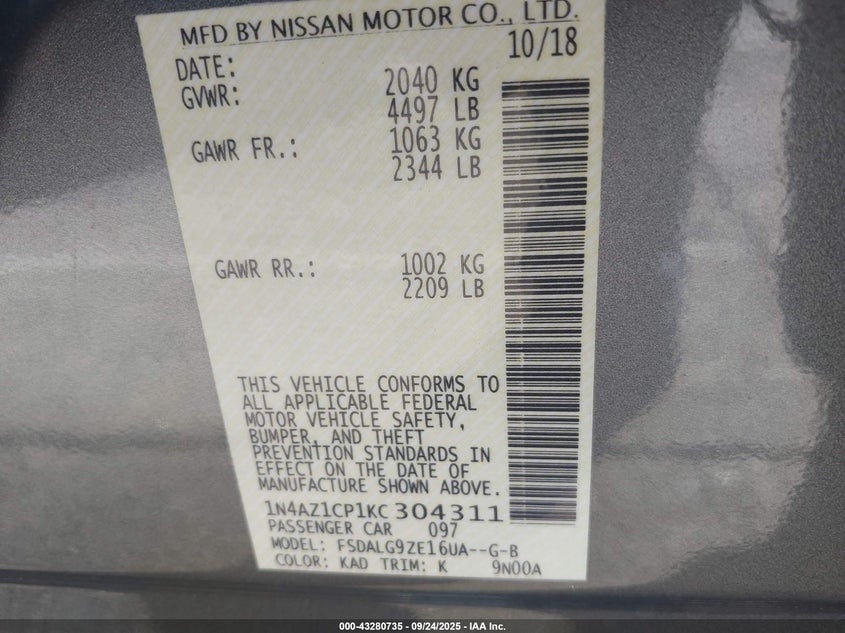 MFD BY NISSAN MOTOR CO., LTD.
DATE: 10/18
GVWR: 2040 KG
4497 LB
GAWR FR.: 1063 KG
2344 LB
GAWR RR.: 1002 KG
2209 LB
THIS VEHICLE CONFORMS TO
ALL APPLICABLE FEDERAL
MOTOR VEHICLE SAFETY,
BUMPER, AND THEFT
PREVENTION STANDARDS IN
EFFECT ON THE DATE OF
MANUFACTURE SHOWN ABOVE.
1N4AZ1CP1KC304311
PASSENGER CAR 097
MODEL: FSDALG9ZE16UA--G-B
COLOR: KAD TRIM: K 9N00A
000-43280735 - 09/24/2025 - IAA Inc.